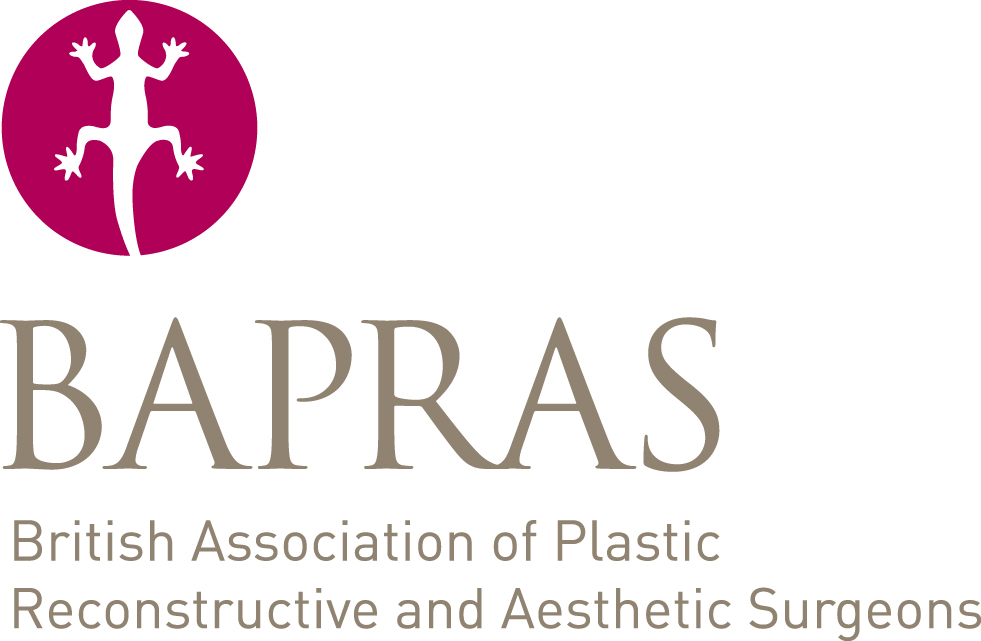 BAPRAS
British Association of Plastic
Reconstructive and Aesthetic Surgeons